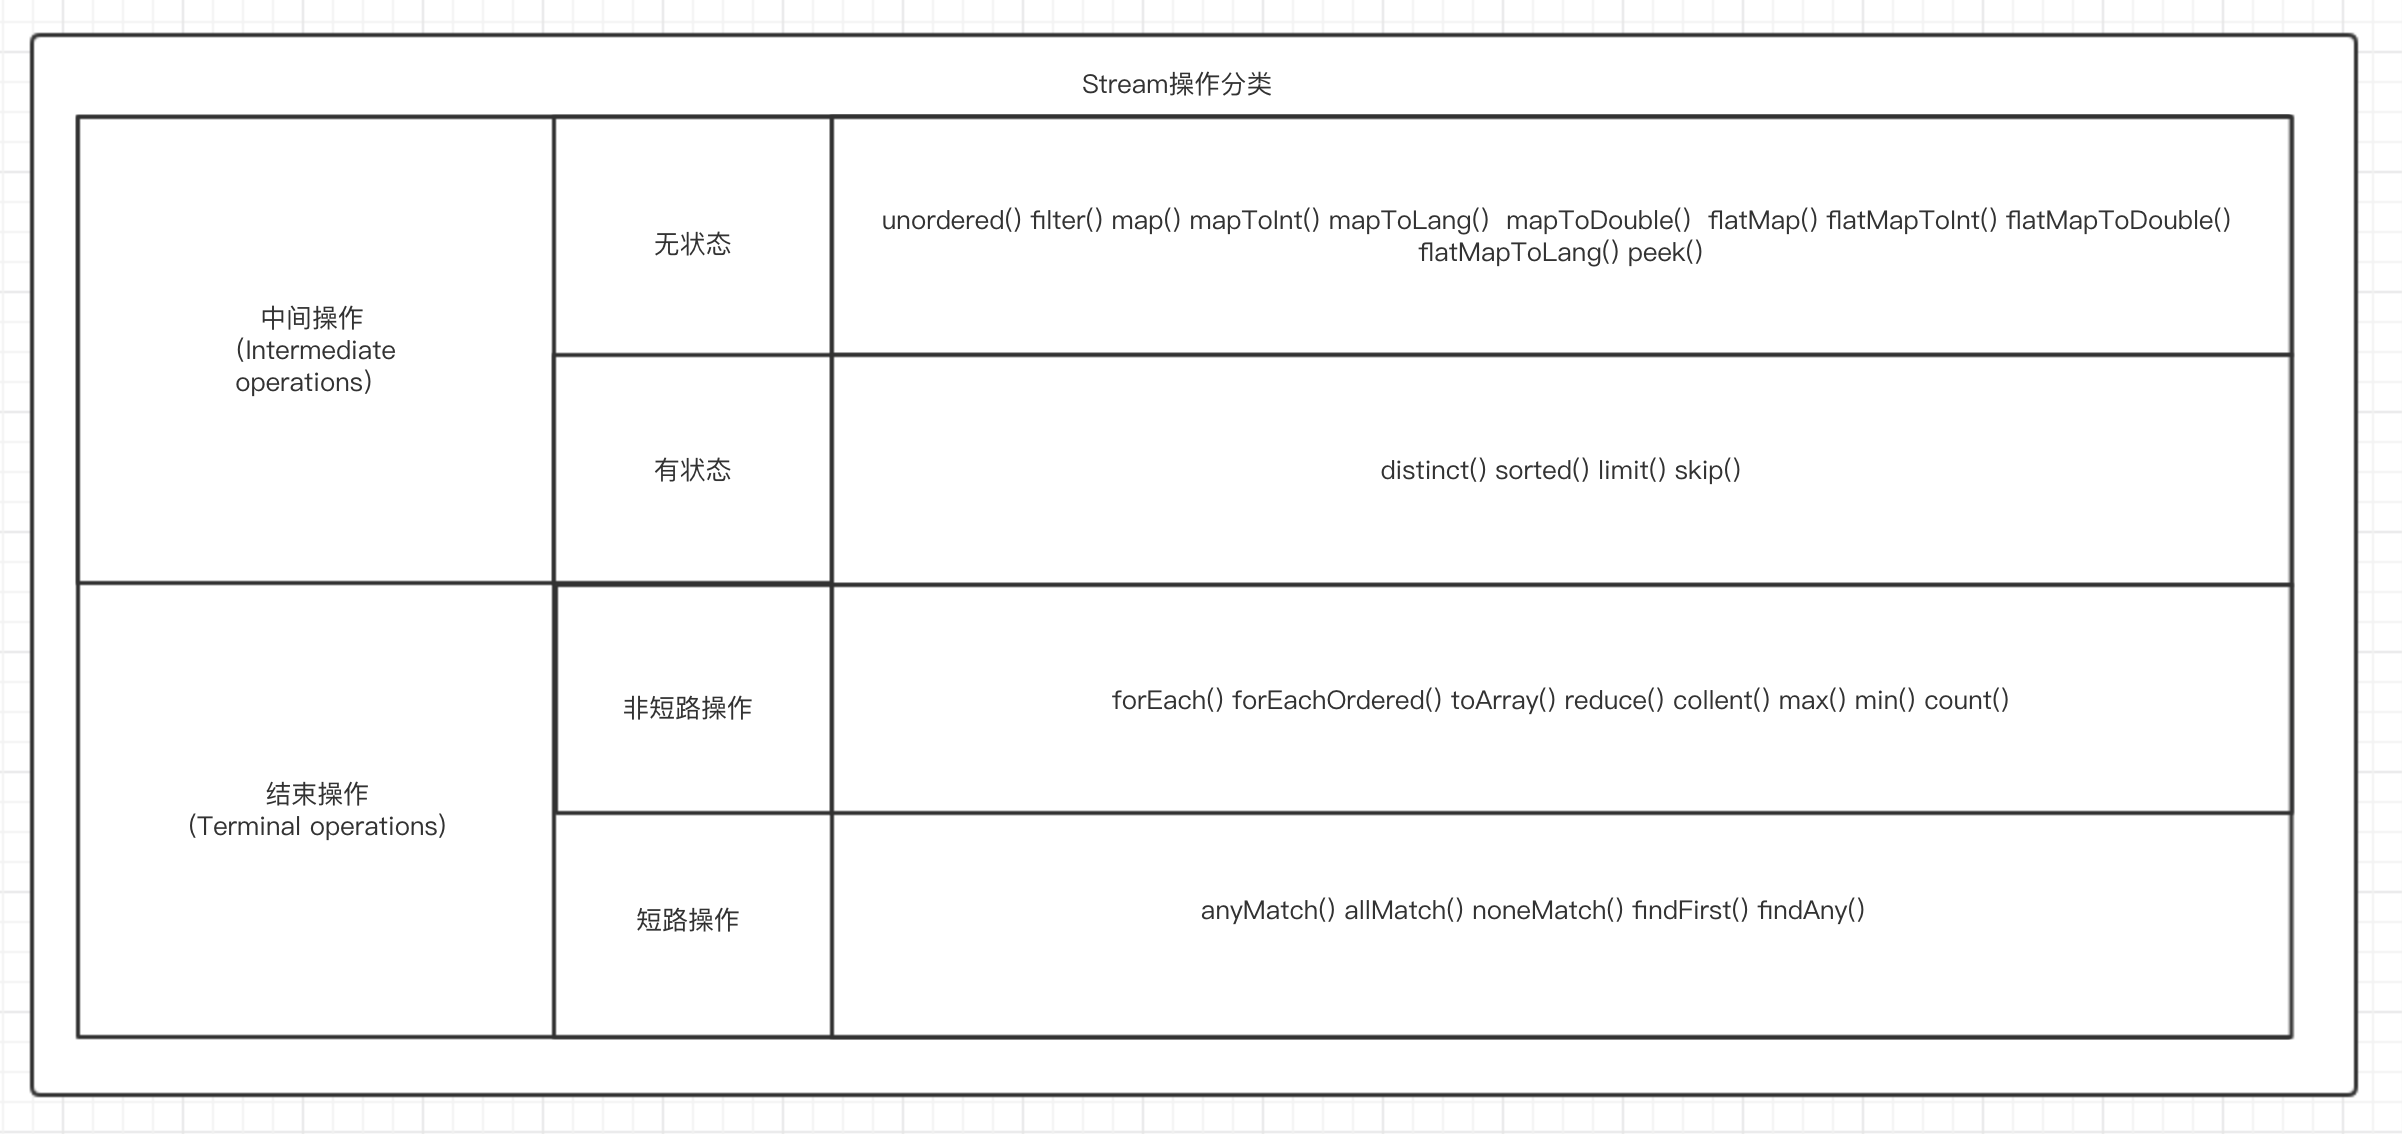 Stream操作分类
中间操作
(Intermediate
operations)
无状态
unordered() filter() map() mapToInt() mapToLang()  mapToDouble()  flatMap() flatMapToInt() flatMapToDouble()
flatMapToLang() peek()
有状态
distinct() sorted() limit() skip()
结束操作
(Terminal operations)
非短路操作
forEach() forEachOrdered() toArray() reduce() collent() max() min() count()
短路操作
anyMatch() allMatch() noneMatch() findFirst() findAny()